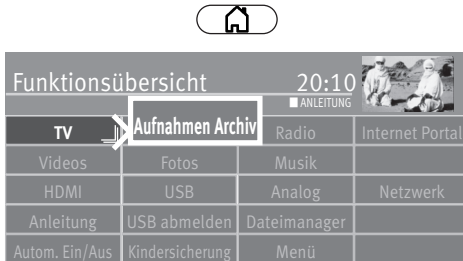 Funktionsübersicht 20:10
ANLEITUNG
TV Aufnahmen Archiv Radio Internet Portal
Videos Fotos Musik
HDMI USB Analog Netzwerk
Anleitung USB abmelden Dateimanager
Autom. Ein/Aus Kindersicherung Menü